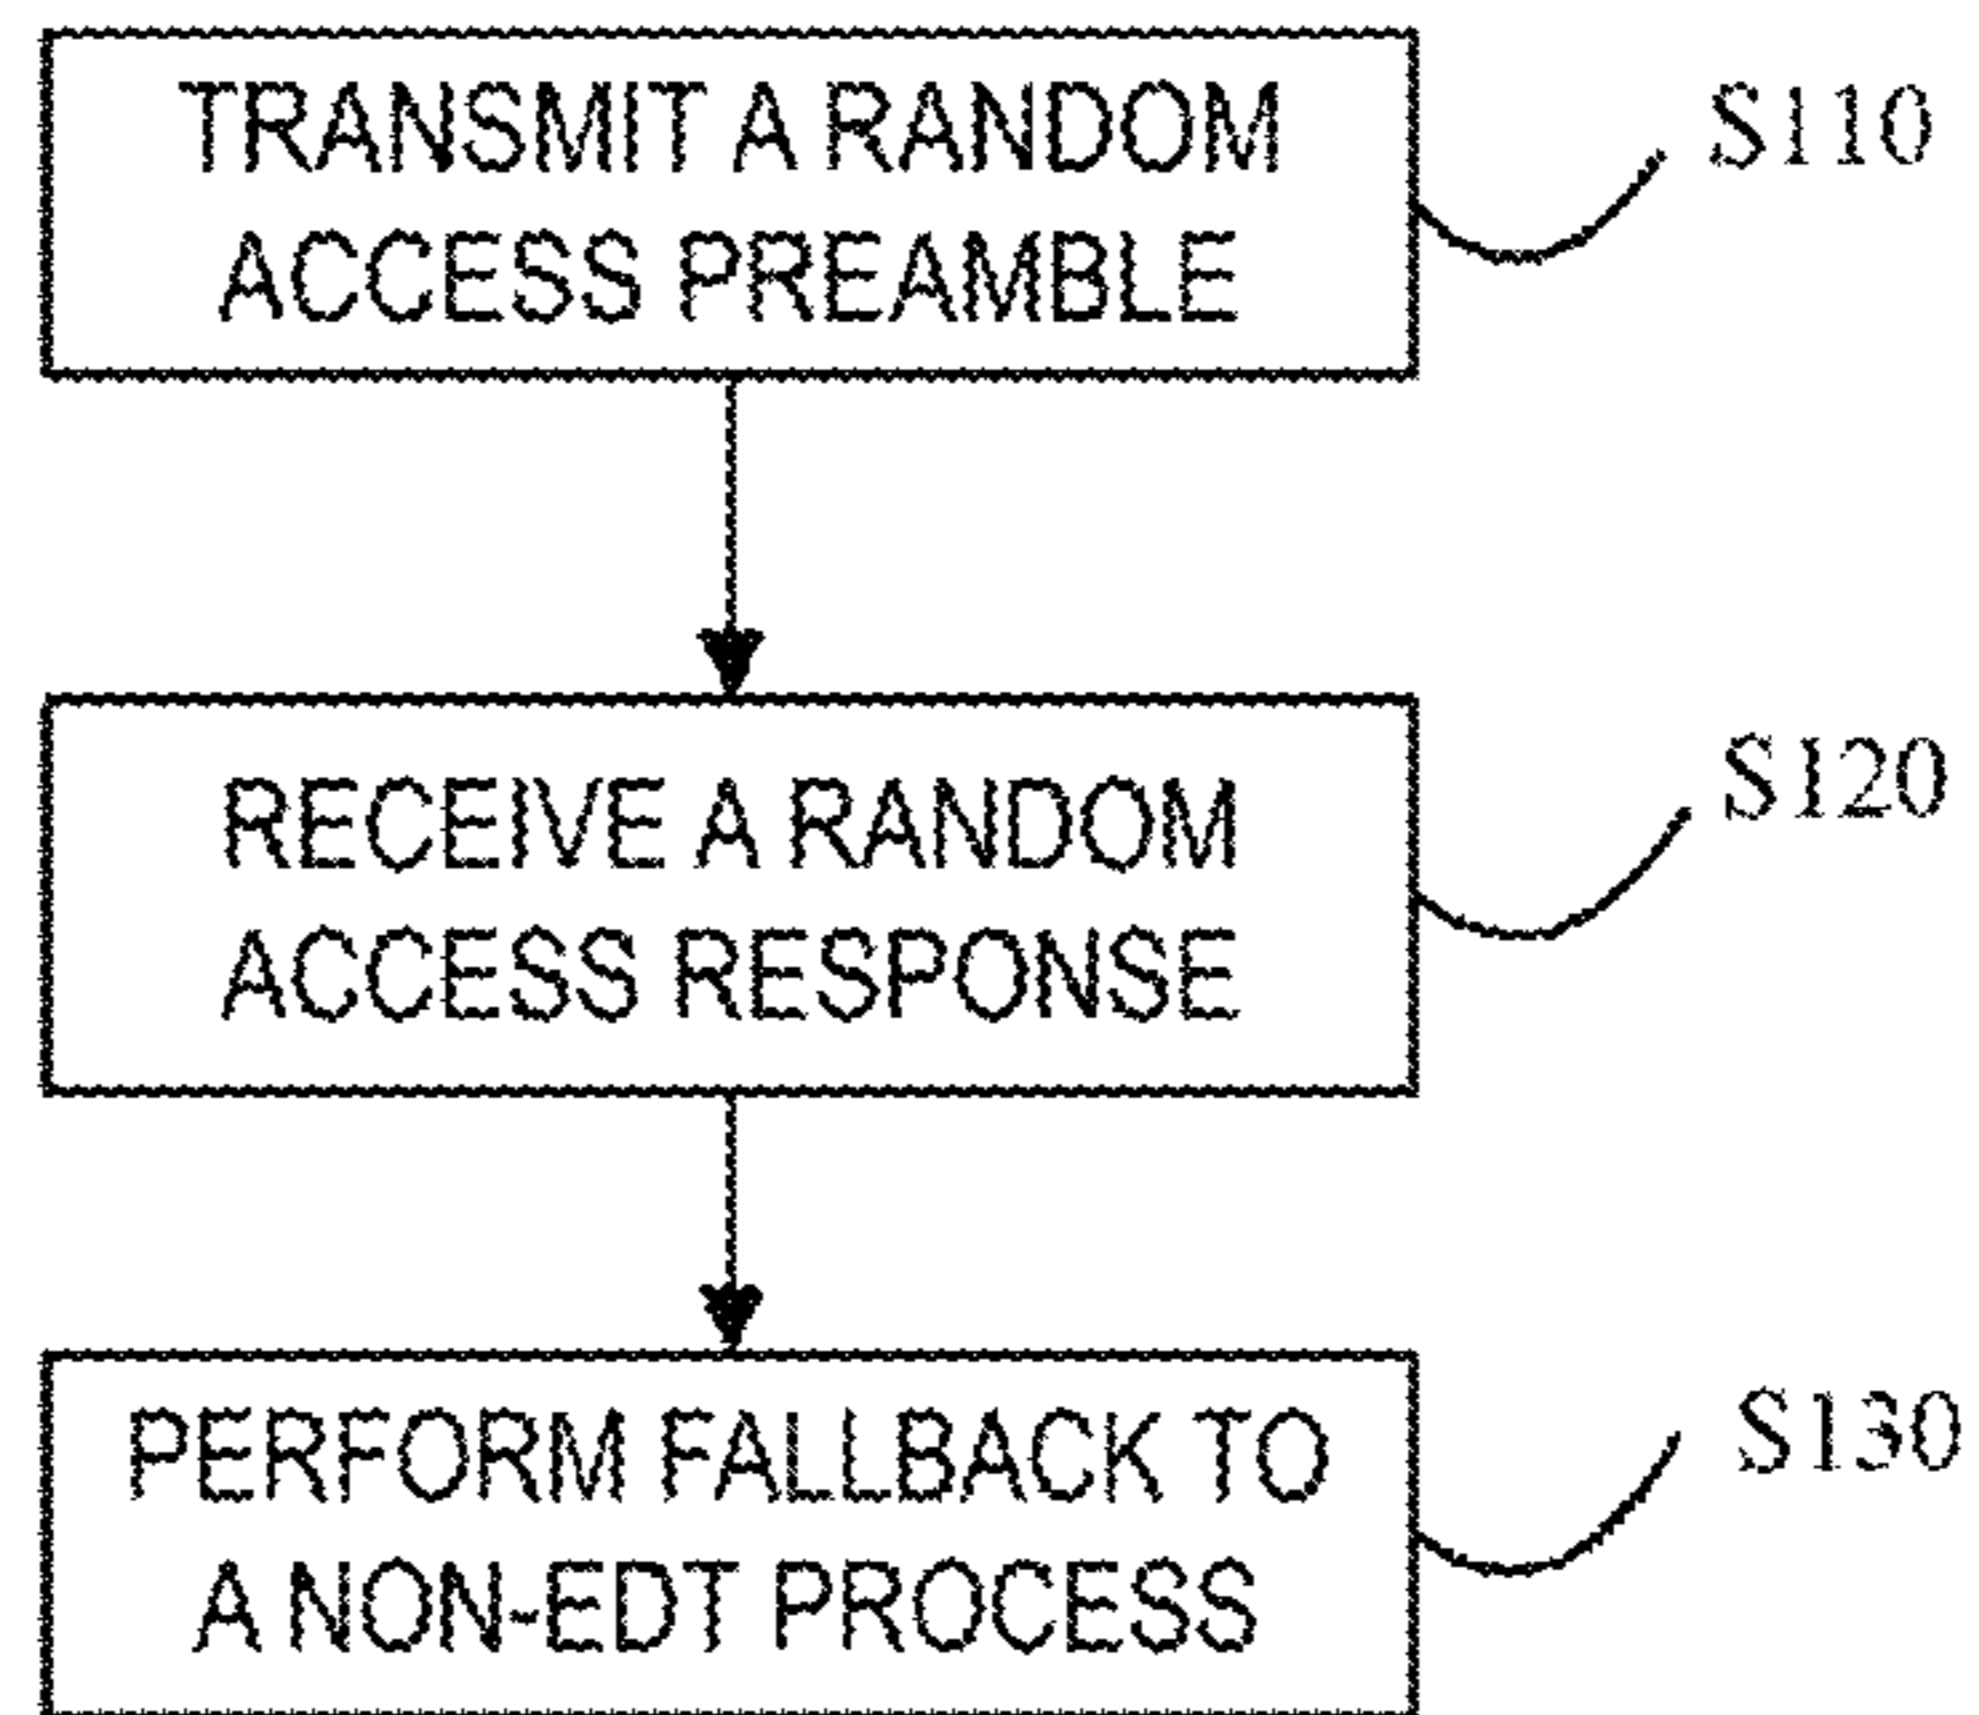 TRANSMIT A RANDOM
ACCESS PREAMBLE
S110
RECEIVE A RANDOM
ACCESS RESPONSE
S120
PERFORM FALLBACK TO
A NON-EDT PROCESS
S130